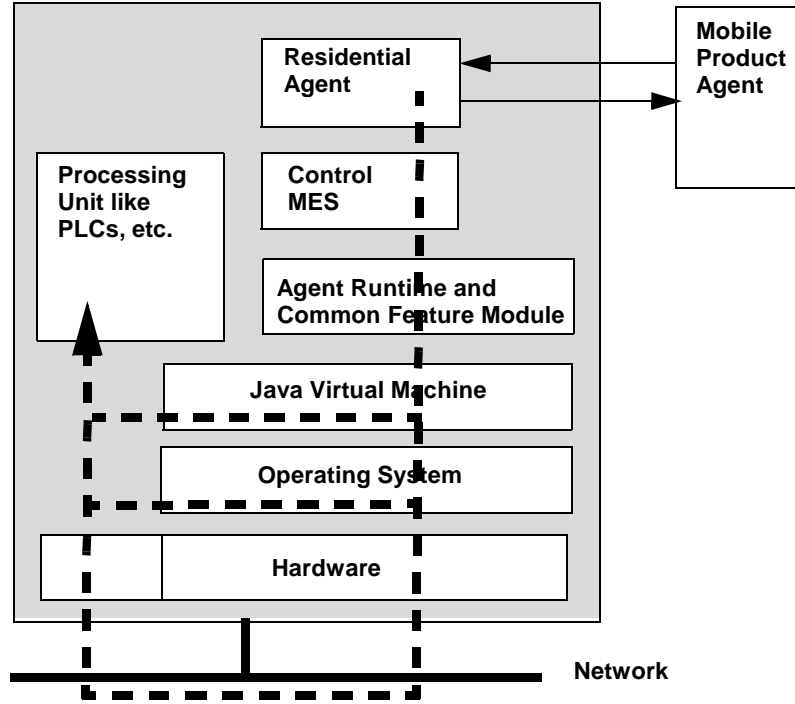 Residential
Agent
Mobile
Product
Agent
Processing
Unit like
PLCs, etc.
Control
MES
Agent Runtime and
Common Feature Module
Java Virtual Machine
Operating System
Hardware
Network